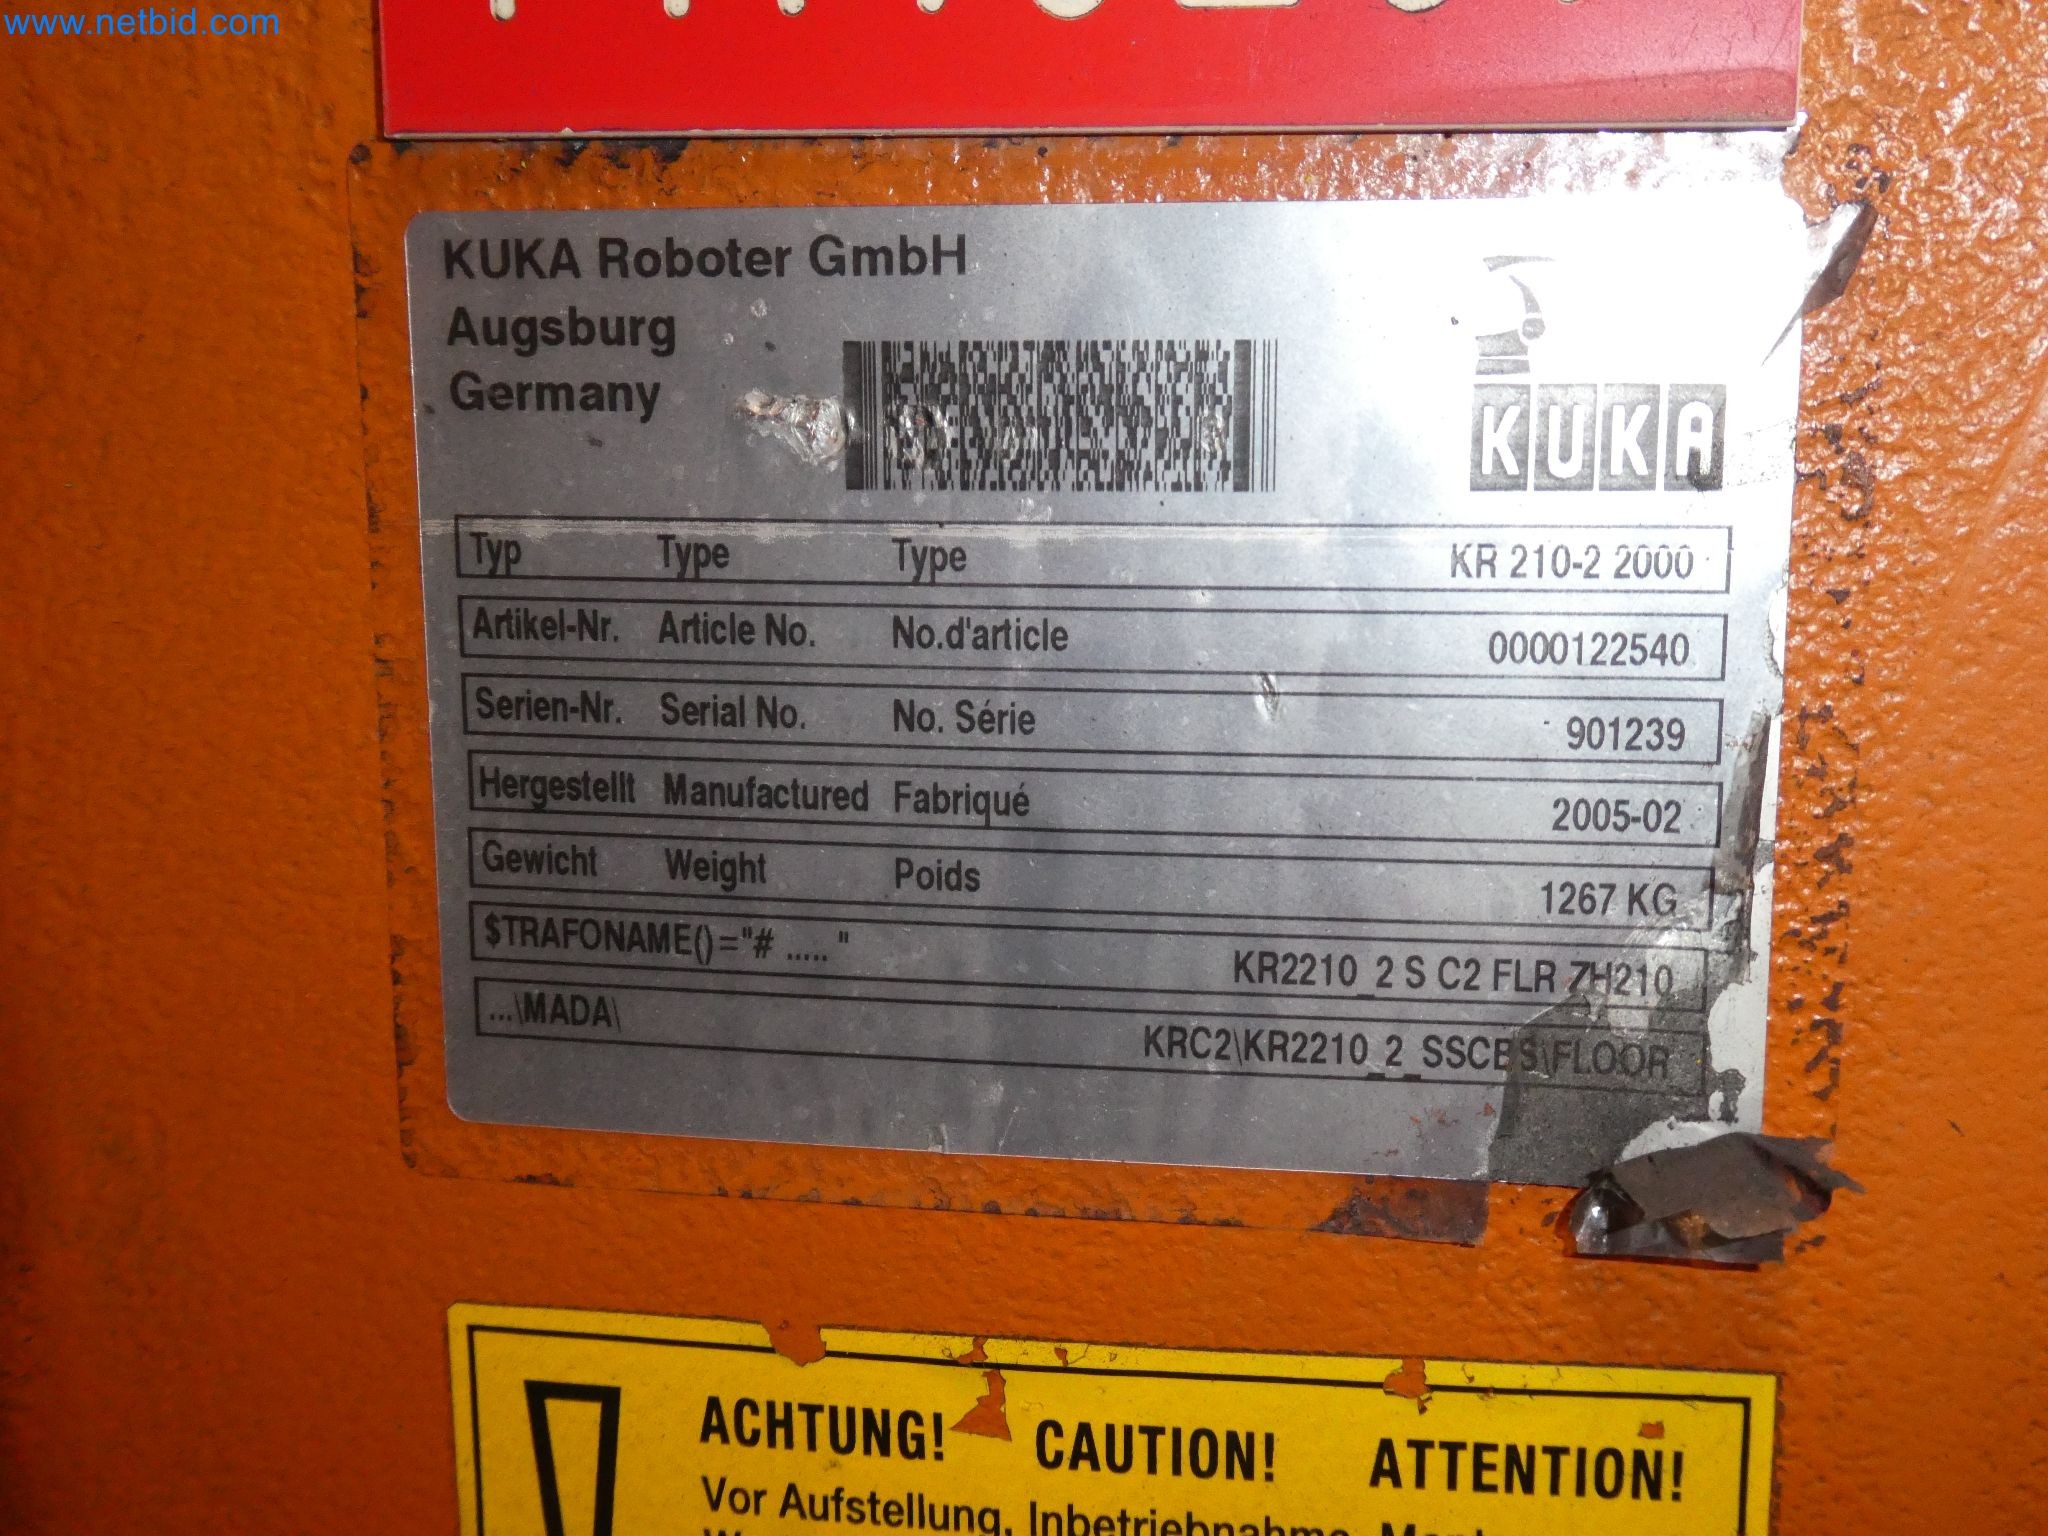 www.netbid.com
KUKA Roboter GmbH
Augsburg
Germany
KUKA
Typ Type Type KR 210-2 2000
Artikel-Nr. Article No. No.d'article 0000122540
Serien-Nr. Serial No. No. Série 901239
Hergestellt Manufactured Fabriqué 2005-02
Gewicht Weight Poids 1267 KG
$TRAFONAME()="# ..... " KR2210_2 S C2 FLR ZH210
...\MADA\ KRC2\KR2210_2_SSCBS\FLOOR
ACHTUNG! CAUTION! ATTENTION!
Vor Aufstellung, Inbetriebnahme,